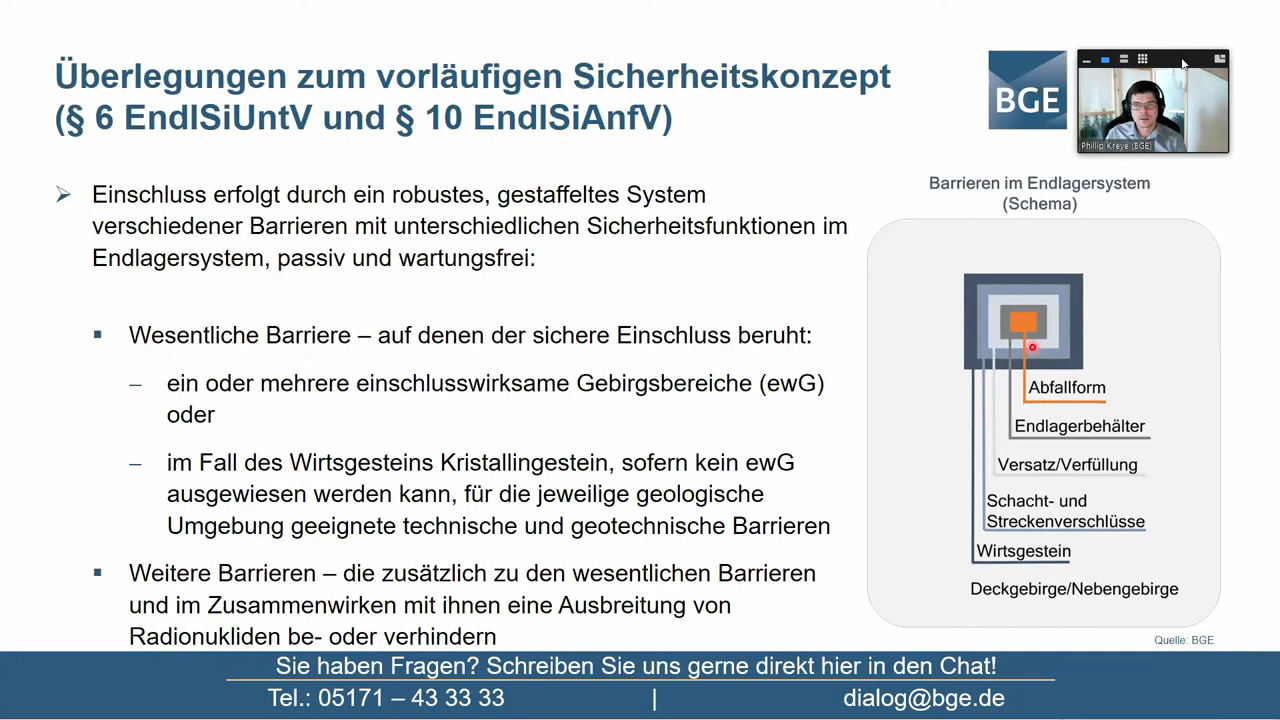 Überlegungen zum vorläufigen Sicherheitskonzept
(§ 6 EndlSiUntV und § 10 EndlSiAnfV)
BGE
Phillip Kreye (BGE)
Einschluss erfolgt durch ein robustes, gestaffeltes System
verschiedener Barrieren mit unterschiedlichen Sicherheitsfunktionen im
Endlagersystem, passiv und wartungsfrei:
Wesentliche Barriere – auf denen der sichere Einschluss beruht:
– ein oder mehrere einschlusswirksame Gebirgsbereiche (ewG)
oder
– im Fall des Wirtsgesteins Kristallingestein, sofern kein ewG
ausgewiesen werden kann, für die jeweilige geologische
Umgebung geeignete technische und geotechnische Barrieren
Weitere Barrieren – die zusätzlich zu den wesentlichen Barrieren
und im Zusammenwirken mit ihnen eine Ausbreitung von
Radionukliden be- oder verhindern
Barrieren im Endlagersystem
(Schema)
Abfallform
Endlagerbehälter
Versatz/Verfüllung
Schacht- und
Streckenverschlüsse
Wirtsgestein
Deckgebirge/Nebengebirge
Quelle: BGE
Sie haben Fragen? Schreiben Sie uns gerne direkt hier in den Chat!
Tel.: 05171 – 43 33 33 | dialog@bge.de